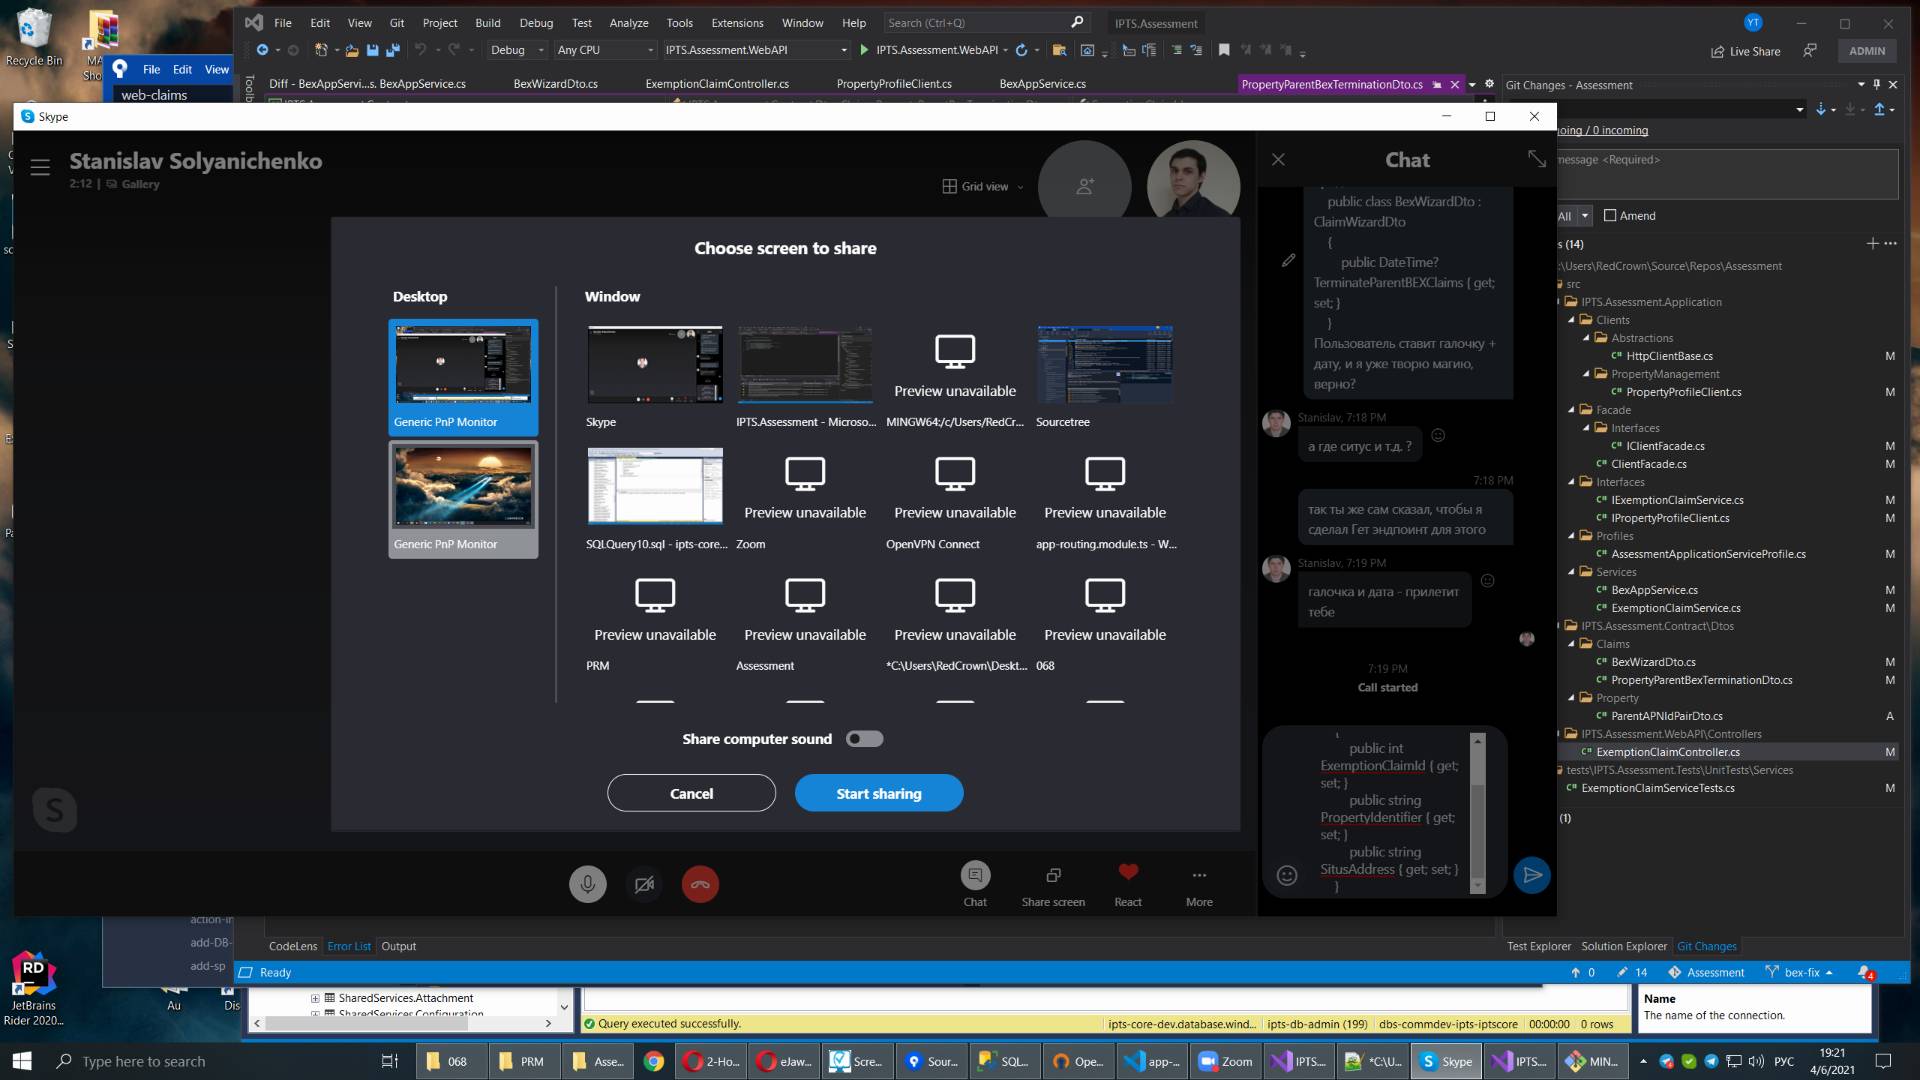 Recycle Bin
File Edit View
web-claims
File Edit View Git Project Build Debug Test Analyze Tools Extensions Window Help Search (Ctrl+Q) IPTS.Assessment YT
Debug Any CPU IPTS.Assessment.WebAPI IPTS.Assessment.WebAPI Live Share ADMIN
Diff - BexAppServi...s. BexAppService.cs BexWizardDto.cs ExemptionClaimController.cs PropertyProfileClient.cs BexAppService.cs PropertyParentBexTerminationDto.cs
Git Changes - Assessment
Skype
Stanislav Solyanichenko
2:12 | Gallery
Grid view
Choose screen to share
Desktop
Generic PnP Monitor
Generic PnP Monitor
Window
Preview unavailable
Skype IPTS.Assessment - Microso... MINGW64:/c/Users/RedCr... Sourcetree
Preview unavailable Preview unavailable Preview unavailable
SQLQuery10.sql - ipts-core... Zoom OpenVPN Connect app-routing.module.ts - W...
Preview unavailable Preview unavailable Preview unavailable Preview unavailable
PRM Assessment *C:\Users\RedCrown\Deskt... 068
Share computer sound
Cancel Start sharing
Chat Share screen React More
Chat
public class BexWizardDto :
ClaimWizardDto
{
public DateTime?
TerminateParentBEXClaims { get;
set; }
}
Пользователь ставит галочку +
дату, и я уже творю магию,
верно?
Stanislav, 7:18 PM
а где ситус и т.д. ?
7:18 PM
так ты же сам сказал, чтобы я
сделал Гет эндпоинт для этого
Stanislav, 7:19 PM
галочка и дата - прилетит
тебе
7:19 PM
Call started
public int
ExemptionClaimId { get;
set; }
public string
PropertyIdentifier { get;
set; }
public string
SitusAddress { get; set; }
}
oing / 0 incoming
message <Required>
All Amend
s (14)
:\Users\RedCrown\Source\Repos\Assessment
src
IPTS.Assessment.Application
Clients
Abstractions
C# HttpClientBase.cs M
PropertyManagement
C# PropertyProfileClient.cs M
Facade
Interfaces
C# IClientFacade.cs M
C# ClientFacade.cs M
Interfaces
C# IExemptionClaimService.cs M
C# IPropertyProfileClient.cs M
Profiles
C# AssessmentApplicationServiceProfile.cs M
Services
C# BexAppService.cs M
C# ExemptionClaimService.cs M
IPTS.Assessment.Contract\Dtos
Claims
C# BexWizardDto.cs M
C# PropertyParentBexTerminationDto.cs M
Property
C# ParentAPNIdPairDto.cs A
IPTS.Assessment.WebAPI\Controllers
C# ExemptionClaimController.cs M
tests\IPTS.Assessment.Tests\UnitTests\Services
C# ExemptionClaimServiceTests.cs M
(1)
action-ir
add-DB-
add-sp
CodeLens Error List Output
Test Explorer Solution Explorer Git Changes
Ready 0 14 Assessment bex-fix 4
RD
JetBrains
Rider 2020...
Au Dis
SharedServices.Attachment
SharedServices.Configuration
Query executed successfully. ipts-core-dev.database.wind... ipts-db-admin (199) dbs-commdev-ipts-iptscore 00:00:00 0 rows
Name
The name of the connection.
Type here to search 068 PRM Asse... 2-Ho... eJaw... Scre... Sour... SQL... Ope... app-... Zoom IPTS... *C:\U... Skype IPTS... MIN... РУС 19:21
4/6/2021